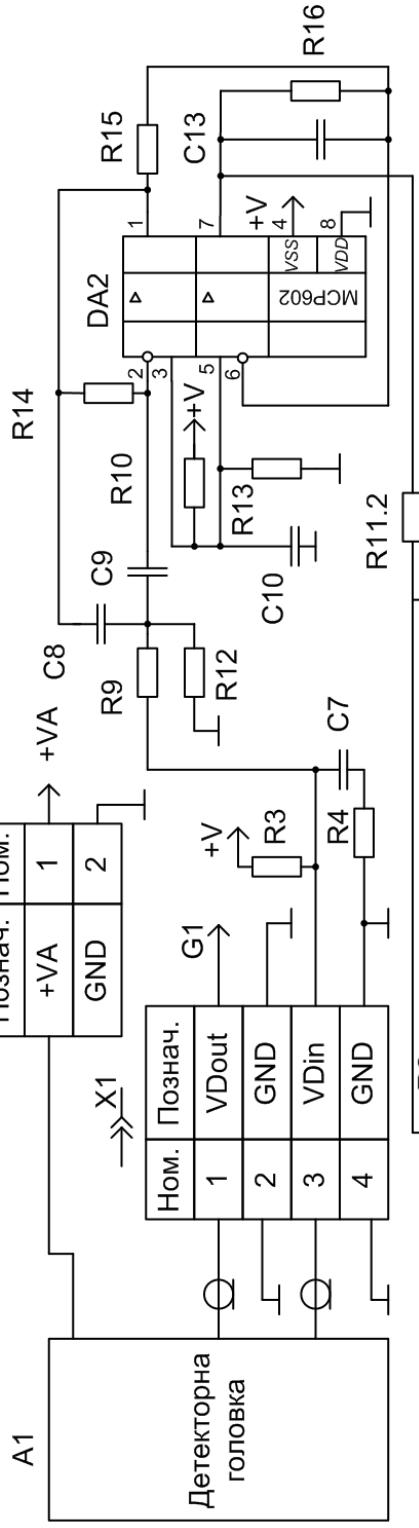 A1
Детекторна
головка
+VA
1
GND
2
+VA
X1
Ном.
Познач.
1
VDout
2
GND
3
VDin
4
GND
G1
+V
R3
R4
C7
C8
R9
R12
C9
R10
R14
+V
R13
C10
DA2
2
3
5
6
1
7
+V
4
VSS
8
VDD
MCP602
R15
C13
R16
R11.2